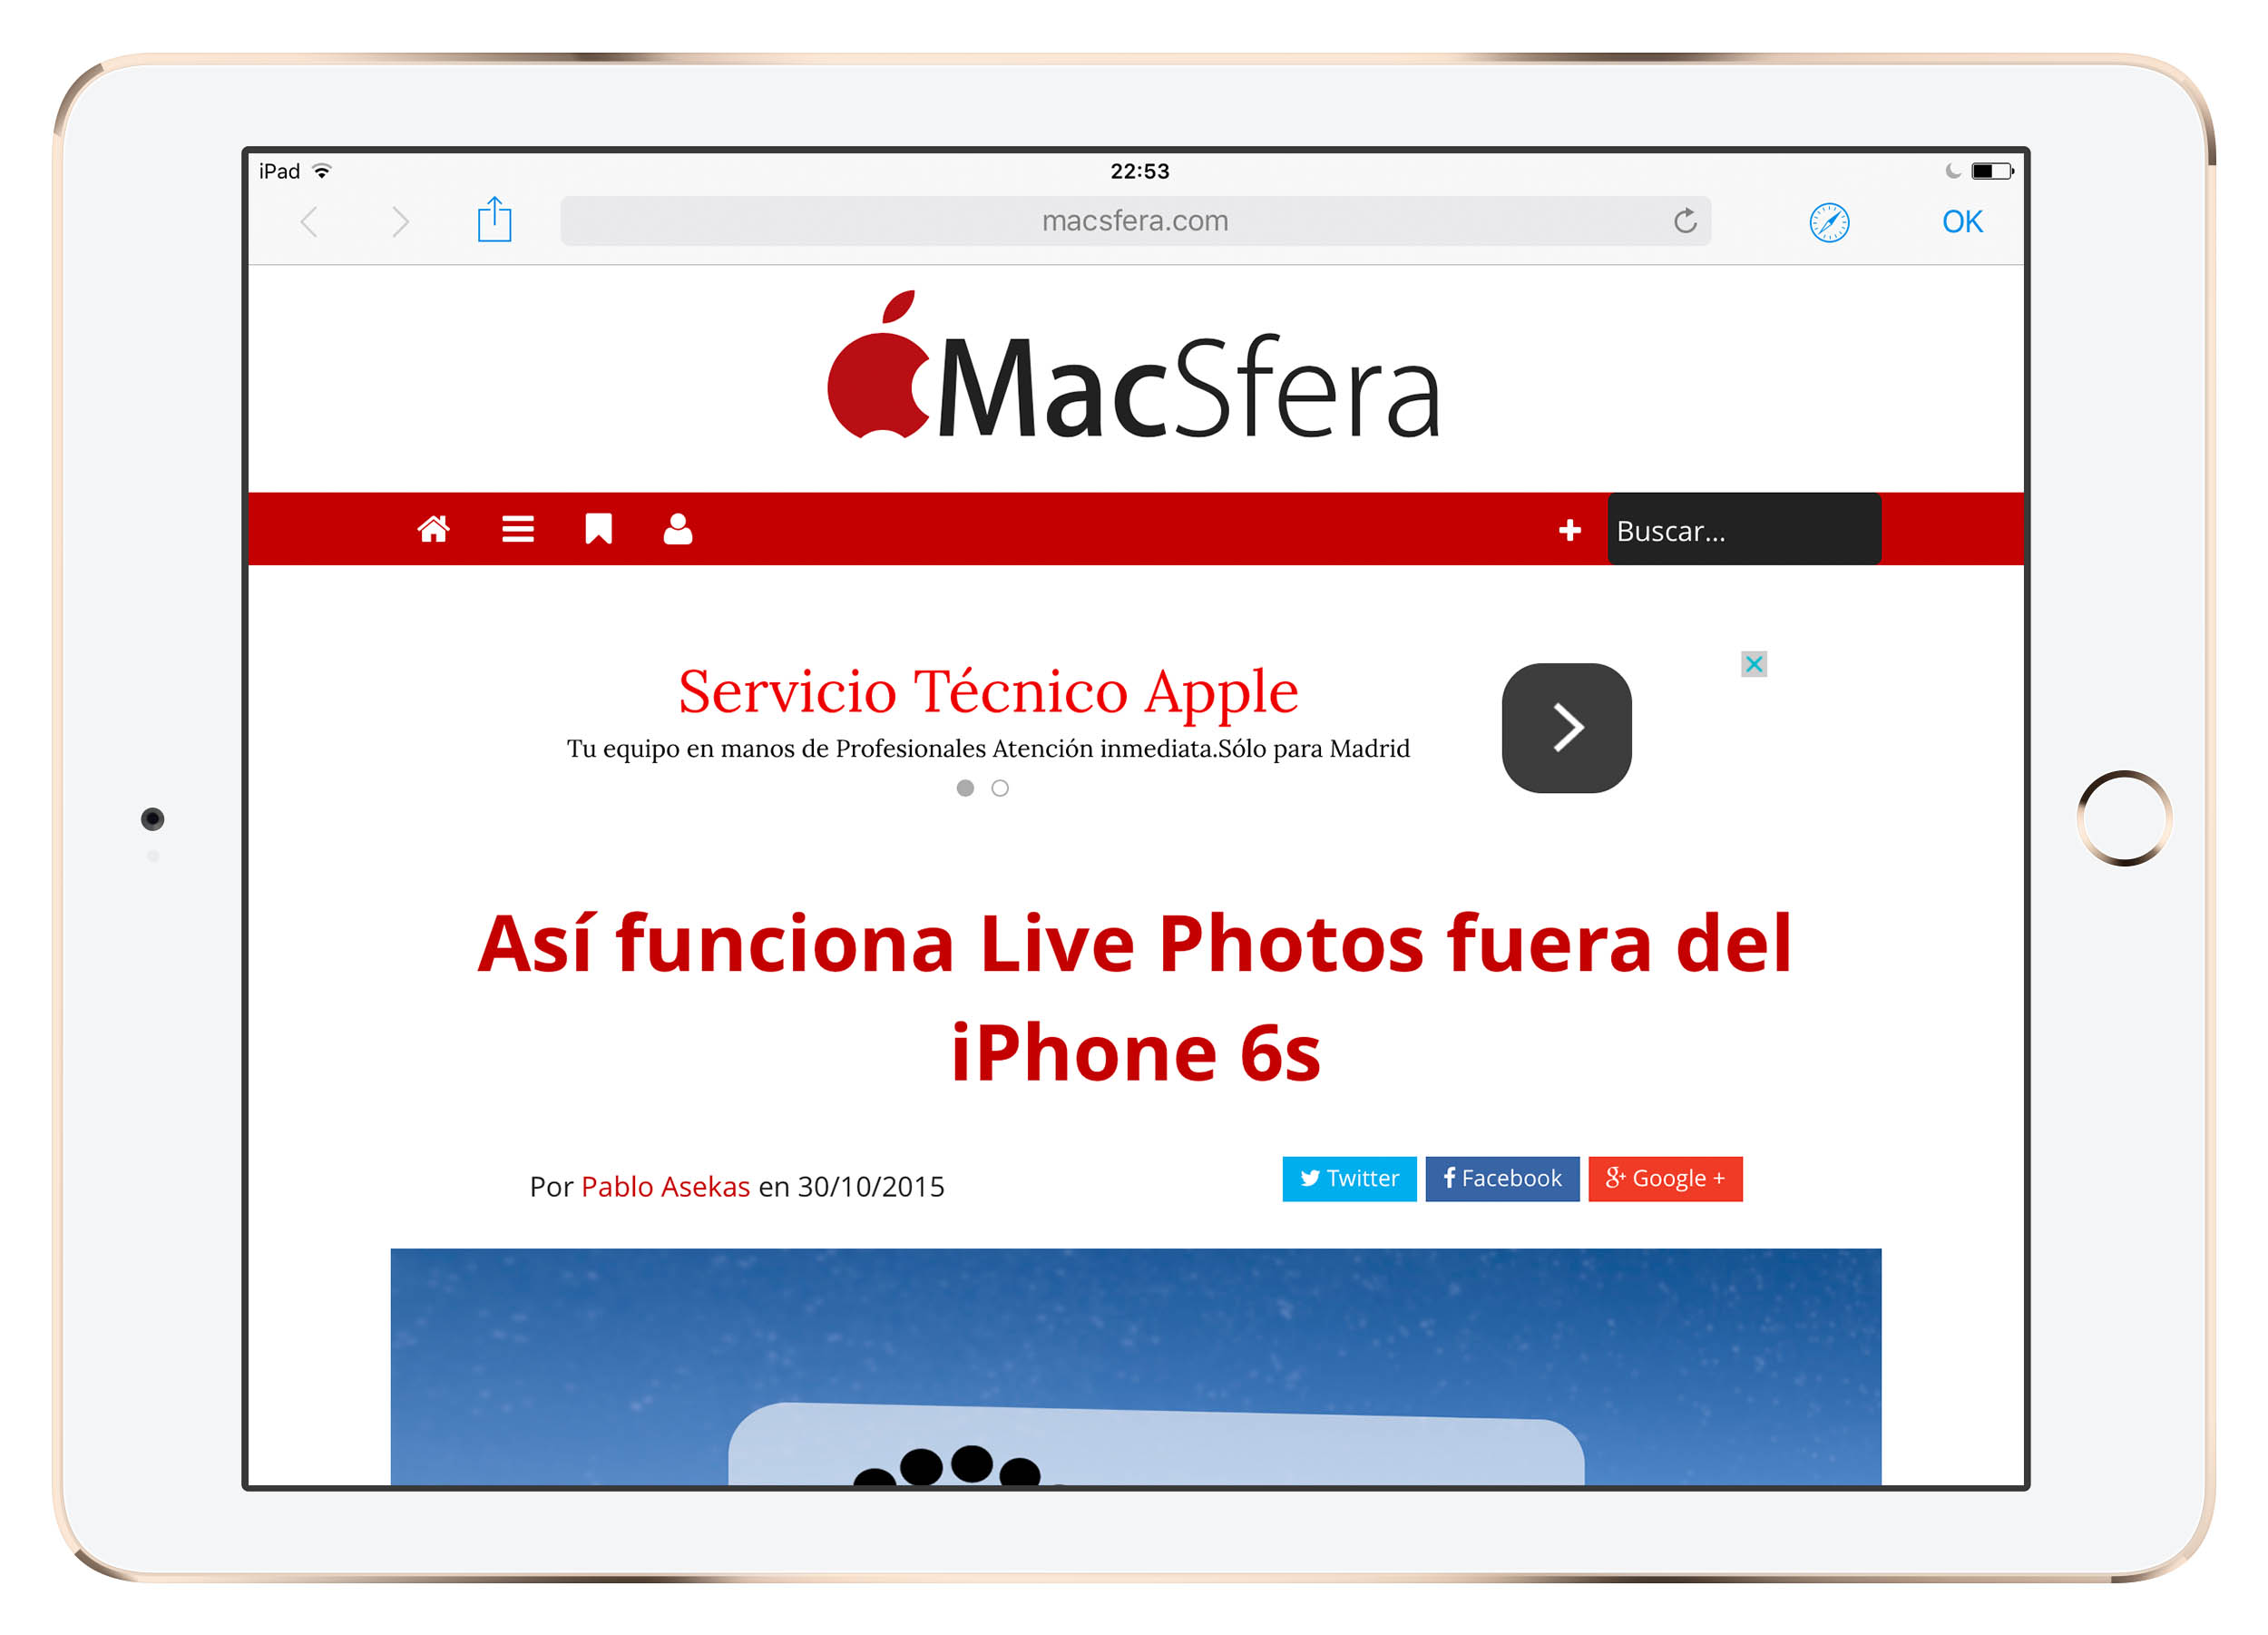 iPad 22:53
macsfera.com OK
MacSfera
Buscar...
Servicio Técnico Apple
Tu equipo en manos de Profesionales Atención inmediata.Sólo para Madrid
Así funciona Live Photos fuera del
iPhone 6s
Por Pablo Asekas en 30/10/2015
Twitter Facebook g+ Google +